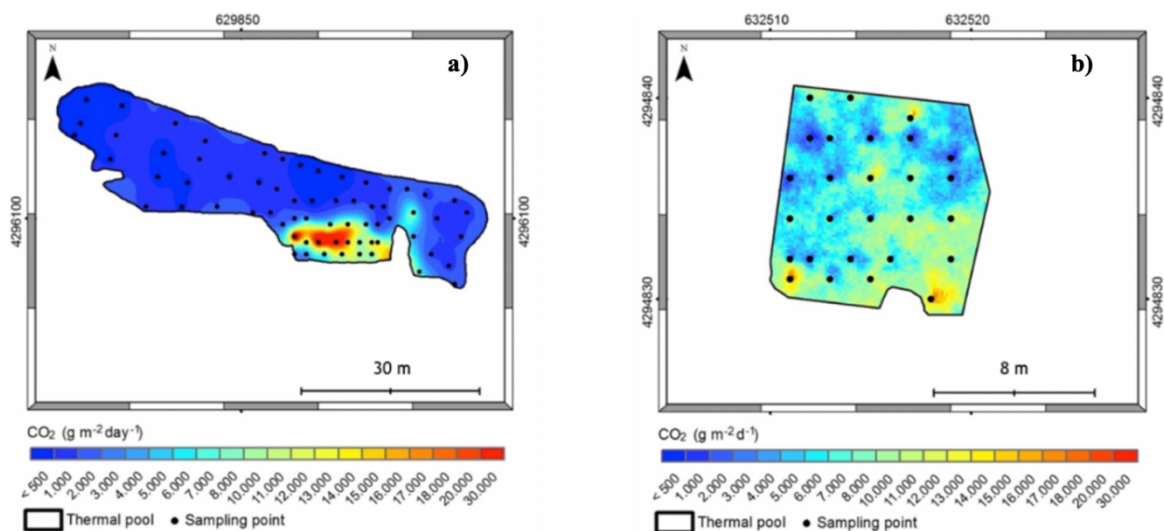 629850
632510 632520
a)
b)
N
N
4296100
4296100
4294840
4294840
4294830
4294830
30 m
8 m
CO₂ (g m⁻² day⁻¹)
< 500 1.000 2.000 3.000 4.000 5.000 6.000 7.000 10.000 11.000 12.000 13.000 14.000 15.000 16.000 17.000 18.000 20.000 30.000
Thermal pool Sampling point
CO₂ (g m⁻² d⁻¹)
< 500 1.000 2.000 3.000 4.000 5.000 6.000 7.000 10.000 11.000 12.000 13.000 14.000 15.000 16.000 17.000 18.000 20.000 30.000
Thermal pool Sampling point